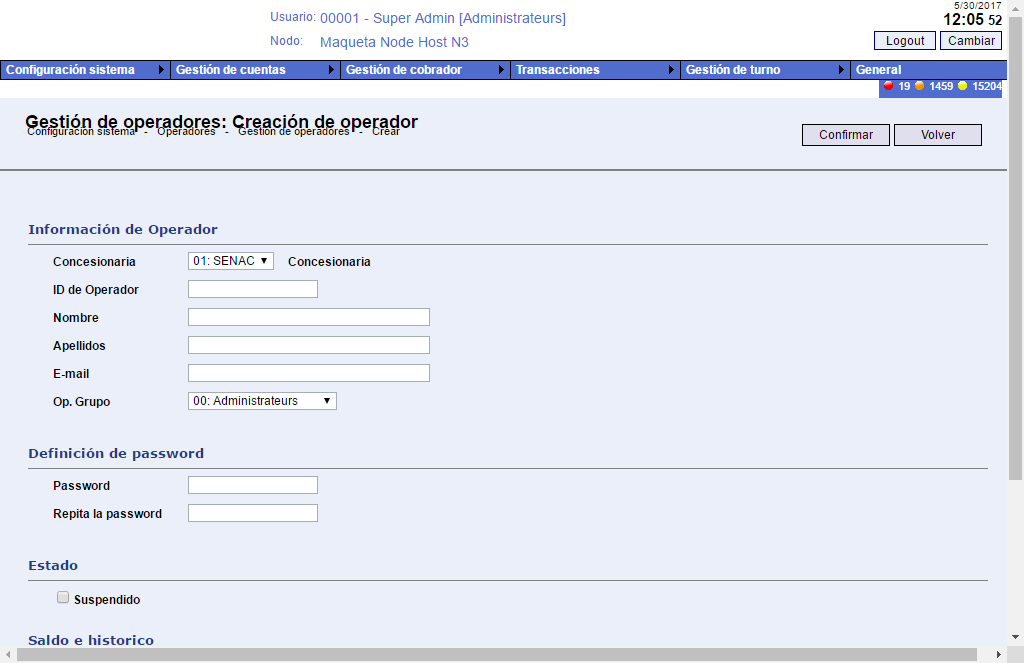 5/30/2017
Usuario: 00001 - Super Admin [Administrateurs]
12:05 52
Nodo: Maqueta Node Host N3
Logout Cambiar
Configuración sistema Gestión de cuentas Gestión de cobrador Transacciones Gestión de turno General
19 1459 15204
Gestión de operadores: Creación de operador
Configuración sistema - Operadores - Gestión de operadores - Crear
Confirmar Volver
Información de Operador
Concesionaria 01: SENAC Concesionaria
ID de Operador
Nombre
Apellidos
E-mail
Op. Grupo 00: Administrateurs
Definición de password
Password
Repita la password
Estado
Suspendido
Saldo e historico